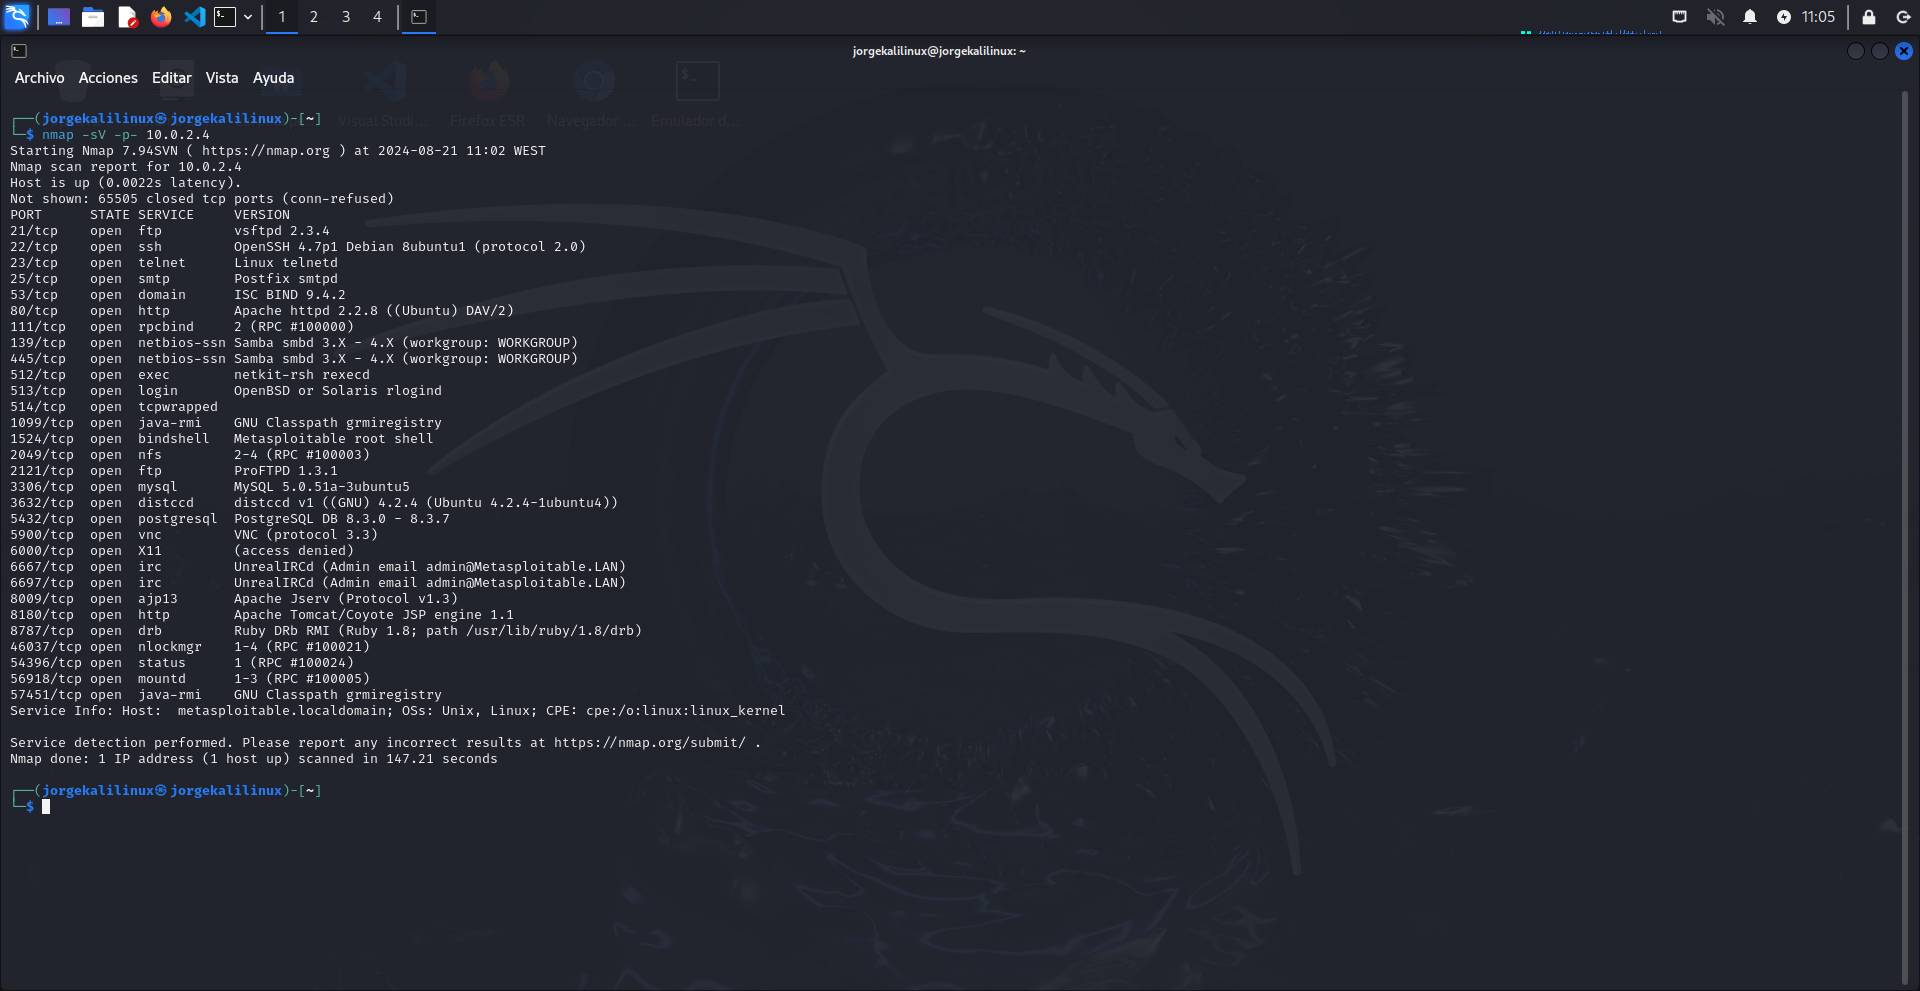 1 2 3 4 11:05
jorgekalilinux@jorgekalilinux: ~
Archivo Acciones Editar Vista Ayuda
Visual Studi... Firefox ESR Navegador ... Emulador d...
┌──(jorgekalilinux㉿jorgekalilinux)-[~]
└─$ nmap -sV -p- 10.0.2.4
Starting Nmap 7.94SVN ( https://nmap.org ) at 2024-08-21 11:02 WEST
Nmap scan report for 10.0.2.4
Host is up (0.0022s latency).
Not shown: 65505 closed tcp ports (conn-refused)
PORT      STATE SERVICE     VERSION
21/tcp    open  ftp         vsftpd 2.3.4
22/tcp    open  ssh         OpenSSH 4.7p1 Debian 8ubuntu1 (protocol 2.0)
23/tcp    open  telnet      Linux telnetd
25/tcp    open  smtp        Postfix smtpd
53/tcp    open  domain      ISC BIND 9.4.2
80/tcp    open  http        Apache httpd 2.2.8 ((Ubuntu) DAV/2)
111/tcp   open  rpcbind     2 (RPC #100000)
139/tcp   open  netbios-ssn Samba smbd 3.X - 4.X (workgroup: WORKGROUP)
445/tcp   open  netbios-ssn Samba smbd 3.X - 4.X (workgroup: WORKGROUP)
512/tcp   open  exec        netkit-rsh rexecd
513/tcp   open  login       OpenBSD or Solaris rlogind
514/tcp   open  tcpwrapped
1099/tcp  open  java-rmi    GNU Classpath grmiregistry
1524/tcp  open  bindshell   Metasploitable root shell
2049/tcp  open  nfs         2-4 (RPC #100003)
2121/tcp  open  ftp         ProFTPD 1.3.1
3306/tcp  open  mysql       MySQL 5.0.51a-3ubuntu5
3632/tcp  open  distccd     distccd v1 ((GNU) 4.2.4 (Ubuntu 4.2.4-1ubuntu4))
5432/tcp  open  postgresql  PostgreSQL DB 8.3.0 - 8.3.7
5900/tcp  open  vnc         VNC (protocol 3.3)
6000/tcp  open  X11         (access denied)
6667/tcp  open  irc         UnrealIRCd (Admin email admin@Metasploitable.LAN)
6697/tcp  open  irc         UnrealIRCd (Admin email admin@Metasploitable.LAN)
8009/tcp  open  ajp13       Apache Jserv (Protocol v1.3)
8180/tcp  open  http        Apache Tomcat/Coyote JSP engine 1.1
8787/tcp  open  drb         Ruby DRb RMI (Ruby 1.8; path /usr/lib/ruby/1.8/drb)
46037/tcp open  nlockmgr    1-4 (RPC #100021)
54396/tcp open  status      1 (RPC #100024)
56918/tcp open  mountd      1-3 (RPC #100005)
57451/tcp open  java-rmi    GNU Classpath grmiregistry
Service Info: Host:  metasploitable.localdomain; OSs: Unix, Linux; CPE: cpe:/o:linux:linux_kernel
Service detection performed. Please report any incorrect results at https://nmap.org/submit/ .
Nmap done: 1 IP address (1 host up) scanned in 147.21 seconds
┌──(jorgekalilinux㉿jorgekalilinux)-[~]
└─$